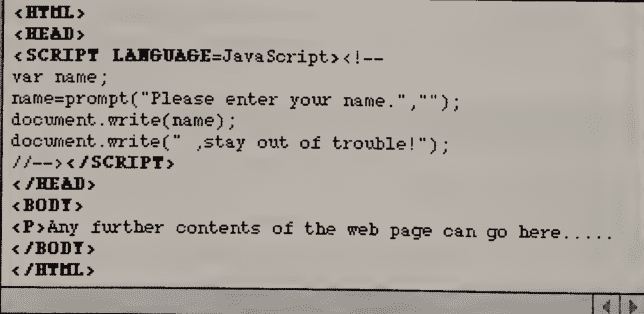 <HTML>
<HEAD>
<SCRIPT LANGUAGE=JavaScript><!--
var name;
name=prompt("Please enter your name.","");
document.write(name);
document.write(" ,stay out of trouble!");
//--></SCRIPT>
</HEAD>
<BODY>
<P>Any further contents of the web page can go here.....
</BODY>
</HTML>